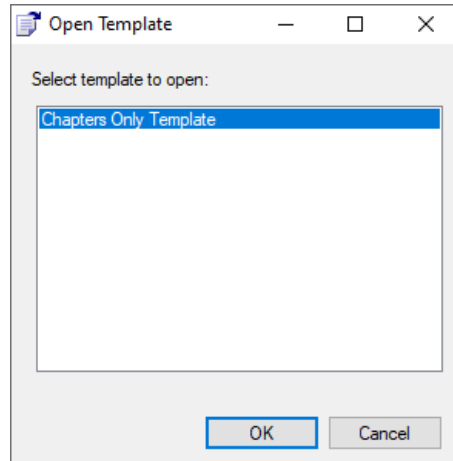 Open Template
Select template to open:
Chapters Only Template
OK
Cancel